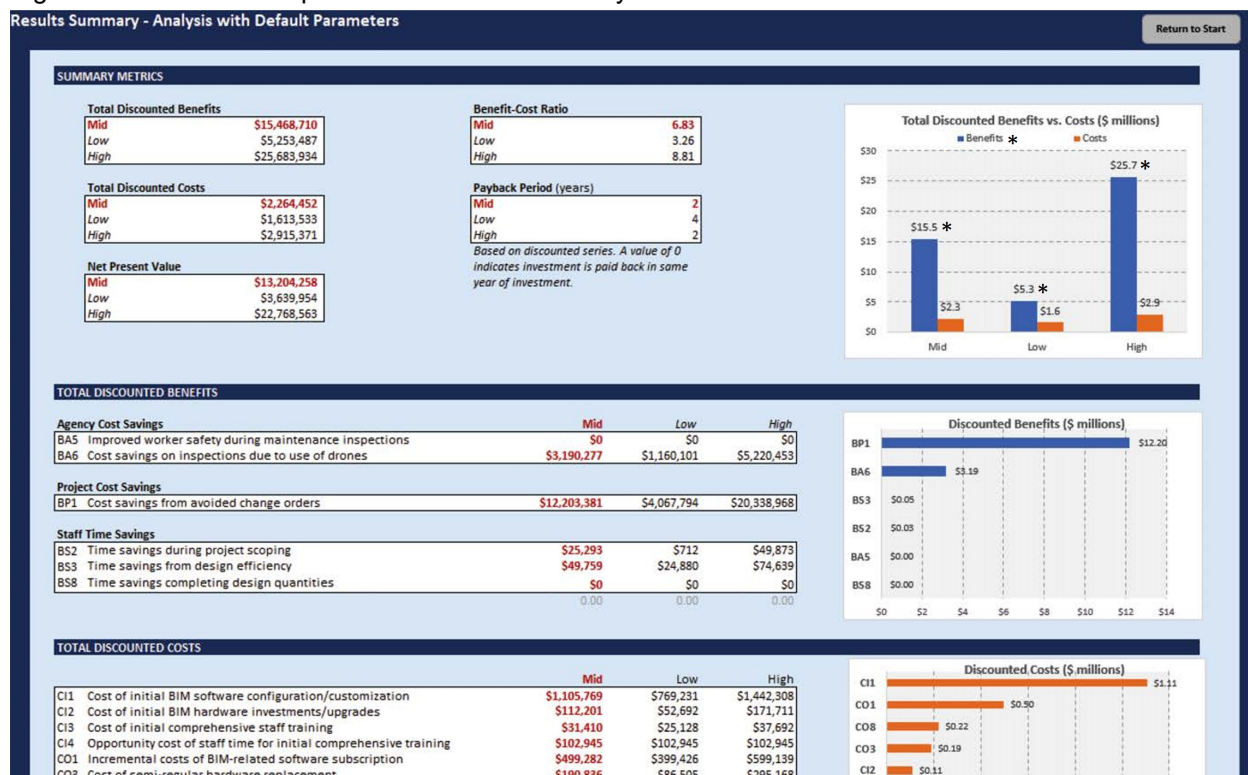 Results Summary - Analysis with Default Parameters
Return to Start
SUMMARY METRICS
Total Discounted Benefits
Mid $15,468,710
Low $5,253,487
High $25,683,934
Total Discounted Costs
Mid $2,264,452
Low $1,613,533
High $2,915,371
Net Present Value
Mid $13,204,258
Low $3,639,954
High $22,768,563
Benefit-Cost Ratio
Mid 6.83
Low 3.26
High 8.81
Payback Period (years)
Mid 2
Low 4
High 2
Based on discounted series. A value of 0
indicates investment is paid back in same
year of investment.
Total Discounted Benefits vs. Costs ($ millions)
Benefits * Costs
$30
$25
$20
$15
$10
$5
$0
$15.5 *
$2.3
$5.3 *
$1.6
$25.7 *
$2.9
Mid Low High
TOTAL DISCOUNTED BENEFITS
Agency Cost Savings Mid Low High
BA5 Improved worker safety during maintenance inspections $0 $0 $0
BA6 Cost savings on inspections due to use of drones $3,190,277 $1,160,101 $5,220,453
Project Cost Savings
BP1 Cost savings from avoided change orders $12,203,381 $4,067,794 $20,338,968
Staff Time Savings
BS2 Time savings during project scoping $25,293 $712 $49,873
BS3 Time savings from design efficiency $49,759 $24,880 $74,639
BS8 Time savings completing design quantities $0 $0 $0
0.00 0.00 0.00
Discounted Benefits ($ millions)
BP1 $12.20
BA6 $3.19
BS3 $0.05
BS2 $0.03
BA5 $0.00
BS8 $0.00
$0 $2 $4 $6 $8 $10 $12 $14
TOTAL DISCOUNTED COSTS
Mid Low High
CI1 Cost of initial BIM software configuration/customization $1,105,769 $769,231 $1,442,308
CI2 Cost of initial BIM hardware investments/upgrades $112,201 $52,692 $171,711
CI3 Cost of initial comprehensive staff training $31,410 $25,128 $37,692
CI4 Opportunity cost of staff time for initial comprehensive training $102,945 $102,945 $102,945
CO1 Incremental costs of BIM-related software subscription $499,282 $399,426 $599,139
CO3 Cost of semi-regular hardware replacement $190,836 $86,505 $295,168
Discounted Costs ($ millions)
CI1 $1.11
CO1 $0.50
CO8 $0.22
CO3 $0.19
CI2 $0.11